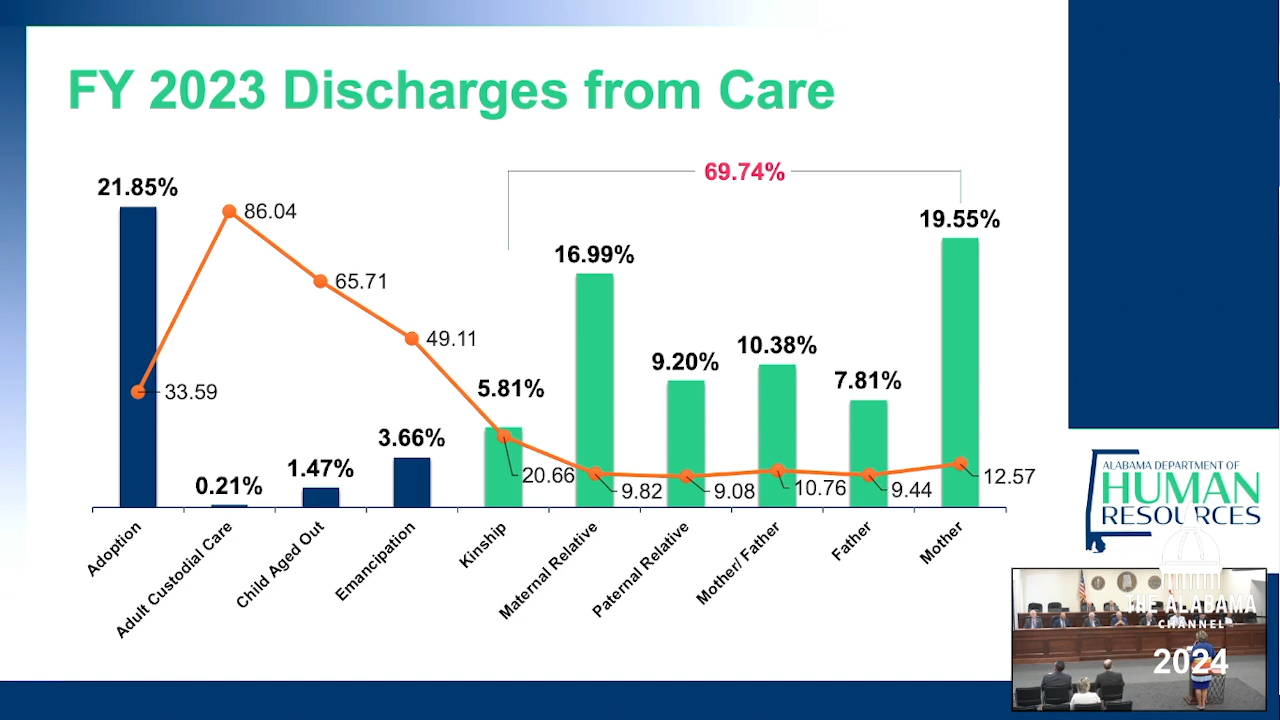 FY 2023 Discharges from Care
69.74%
21.85%
0.21%
1.47%
3.66%
5.81%
16.99%
9.20%
10.38%
7.81%
19.55%
33.59
86.04
65.71
49.11
20.66
9.82
9.08
10.76
9.44
12.57
Adoption
Adult Custodial Care
Child Aged Out
Emancipation
Kinship
Maternal Relative
Paternal Relative
Mother/ Father
Father
Mother
ALABAMA DEPARTMENT OF
HUMAN
RESOURCES
THE ALABAMA
CHANNEL
2024